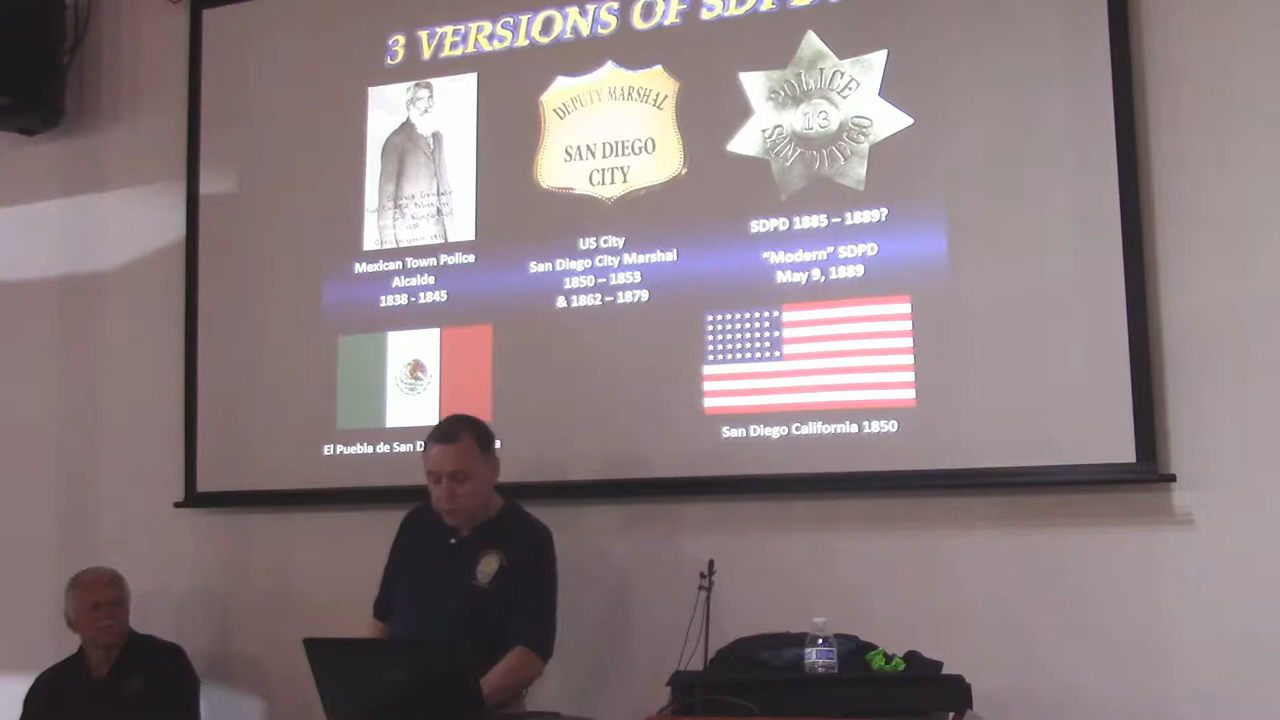 3 VERSIONS OF SDPD
DEPUTY MARSHAL
SAN DIEGO
CITY
POLICE
13
SAN DIEGO
Mexican Town Police
Alcalde
1838 - 1845
US City
San Diego City Marshal
1850 – 1853
& 1862 – 1879
SDPD 1885 – 1889?
"Modern" SDPD
May 9, 1889
El Puebla de San
San Diego California 1850